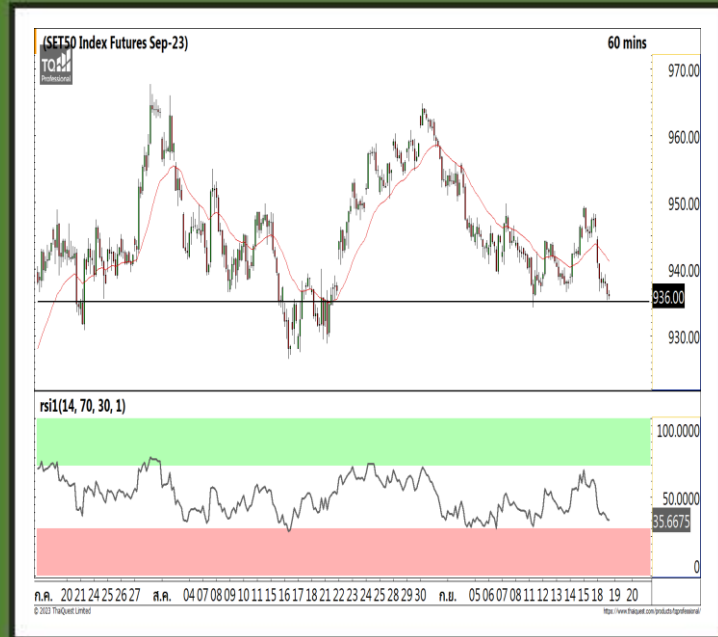 (SET50 Index Futures Sep-23)
60 mins
TQ
Professional
970.00
960.00
950.00
940.00
936.00
930.00
rsi1(14, 70, 30, 1)
100.0000
50.0000
35.6675
0
ก.ค. 20 21 24 25 26 27 ส.ค. 04 07 08 09 10 11 15 16 17 18 21 22 23 24 25 28 29 30 ก.ย. 05 06 07 08 11 12 13 14 15 18 19 20
© 2023 ThaQuest Limited
https://www.thaquest.com/products/tqprofessional/